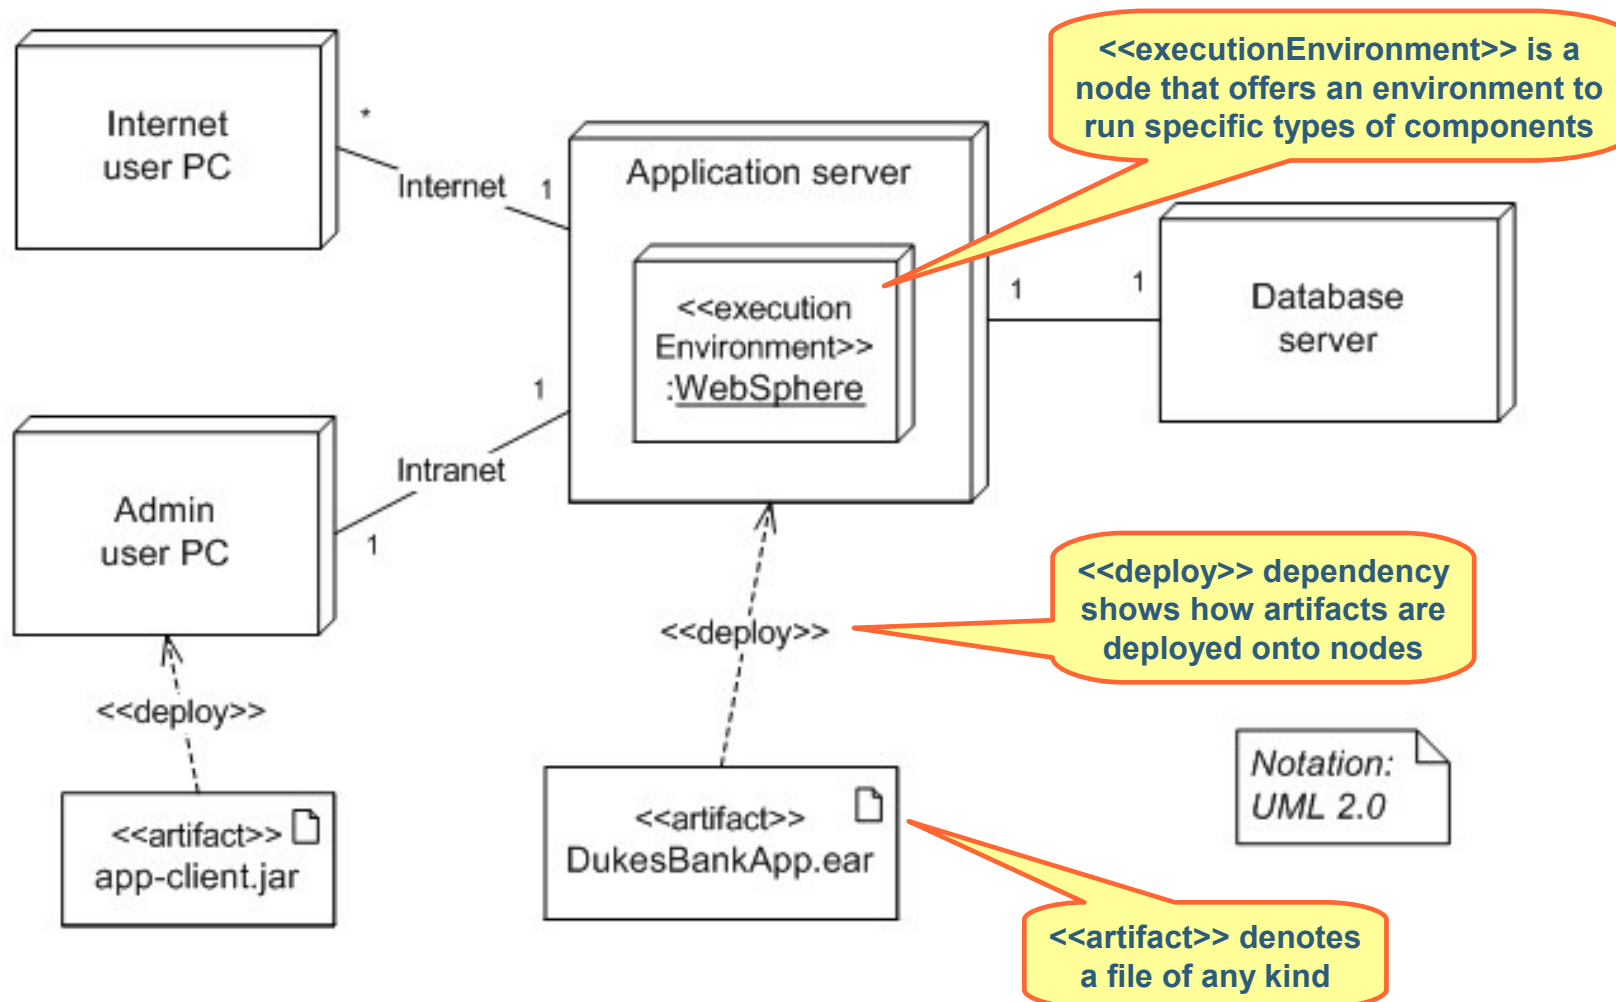 <<executionEnvironment>> is a
node that offers an environment to
run specific types of components
Internet
user PC
*
Internet
1
Application server
<<execution
Environment>>
:WebSphere
1
1
Database
server
1
Intranet
1
Admin
user PC
<<deploy>>
<<deploy>>
<<deploy>> dependency
shows how artifacts are
deployed onto nodes
<<artifact>>
app-client.jar
<<artifact>>
DukesBankApp.ear
Notation:
UML 2.0
<<artifact>> denotes
a file of any kind